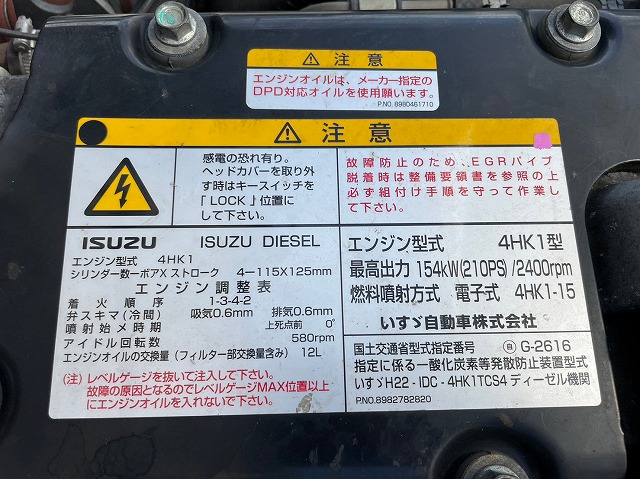 ⚠ 注意
エンジンオイルは、メーカー指定の
DPD対応オイルを使用願います。
P.NO. 8980461710
⚠ 注意
感電の恐れ有り。
ヘッドカバーを取り外
す時はキースイッチを
「LOCK」位置に
して下さい。
故障防止のため、EGRパイプ
脱着時は整備要領書を参照の上
必ず組付け手順を守って作業し
て下さい。
ISUZU ISUZU DIESEL
エンジン型式 4HK1
シリンダー数ーボアXストローク 4-115X125mm
エンジン調整表
着火順序 1-3-4-2
弁スキマ(冷間) 吸気0.6mm 排気0.6mm
噴射始メ時期 上死点前 0°
アイドル回転数 580rpm
エンジンオイルの交換量(フィルター部交換量含み) 12L
(注)レベルゲージを抜いて注入して下さい。
故障の原因となるのでレベルゲージMAX位置以上
にエンジンオイルを入れないで下さい。
エンジン型式 4HK1型
最高出力 154kW(210PS)/2400rpm
燃料噴射方式 電子式 4HK1-15
いすゞ自動車株式会社
国土交通省型式指定番号 G-2616
指定に係る一酸化炭素等発散防止装置型式
いすゞH22-IDC-4HK1TCS4ディーゼル機関
P.NO.8982782820